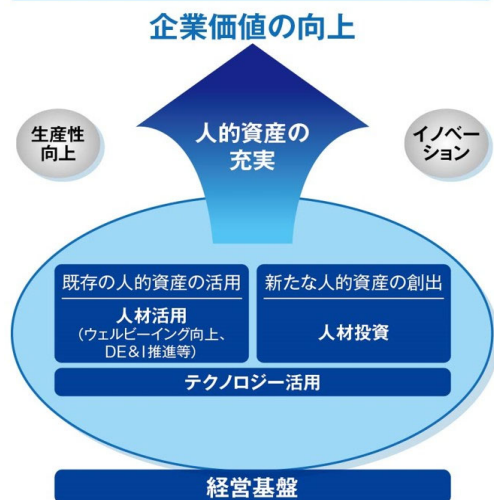 企業価値の向上
人的資産の
充実
生産性
向上
イノベー
ション
既存の人的資産の活用
人材活用
(ウェルビーイング向上、
DE&I推進等)
新たな人的資産の創出
人材投資
テクノロジー活用
経営基盤